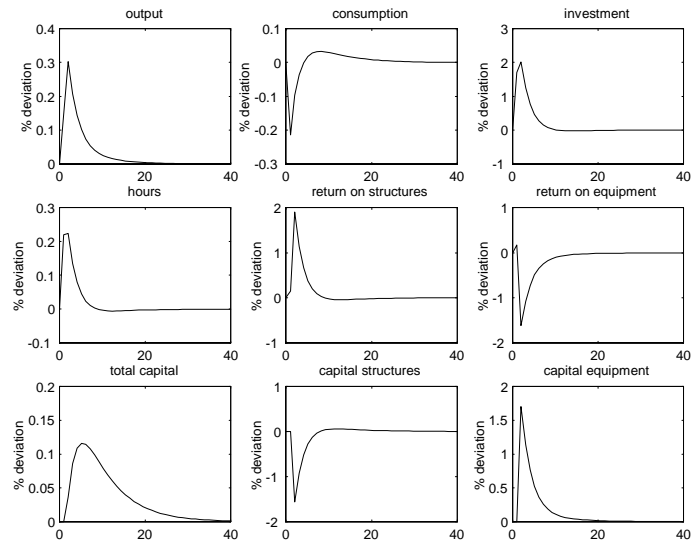 output consumption investment
0.4 0.1 3
0.3 0 2
0.2 -0.1 1
0.1 -0.2 0
0 -0.3 -1
% deviation % deviation % deviation
0 20 40 0 20 40 0 20 40
hours return on structures return on equipment
0.3 2 1
0.2 1 0
0.1 0 -1
0 -1 -2
-0.1
% deviation % deviation % deviation
0 20 40 0 20 40 0 20 40
total capital capital structures capital equipment
0.2 1 2
0.15 0 1.5
0.1 -1 1
0.05 -2 0.5
0 0
% deviation % deviation % deviation
0 20 40 0 20 40 0 20 40